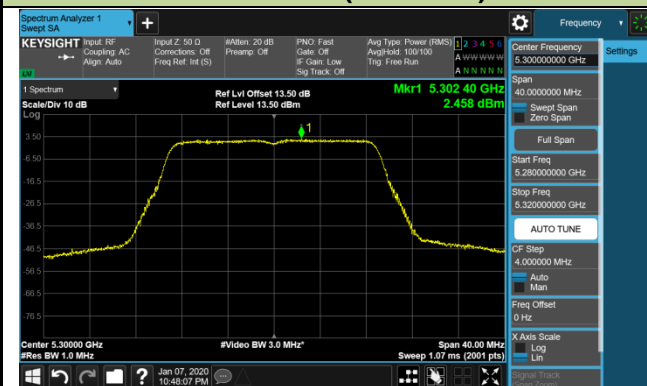 Spectrum Analyzer 1
Swept SA
+
Frequency
KEYSIGHT
Input: RF
Coupling: AC
Align: Auto
Input Z: 50 Ω
Corrections: Off
Freq Ref: Int (S)
#Atten: 20 dB
Preamp: Off
PNO: Fast
Gate: Off
IF Gain: Low
Sig Track: Off
Avg Type: Power (RMS)
Avg|Hold: 100/100
Trig: Free Run
1 2 3 4 5 6
A W W W W W
A N N N N N
Settings
Center Frequency
5.300000000 GHz
Span
40.0000000 MHz
Swept Span
Zero Span
Full Span
Start Freq
5.280000000 GHz
Stop Freq
5.320000000 GHz
AUTO TUNE
CF Step
4.000000 MHz
Auto
Man
Freq Offset
0 Hz
X Axis Scale
Log
Lin
Signal Track
1 Spectrum
Scale/Div 10 dB
Log
Ref Lvl Offset 13.50 dB
Ref Level 13.50 dBm
Mkr1 5.302 40 GHz
2.458 dBm
1
3.50
-6.50
-16.5
-26.5
-36.5
-46.5
-56.5
-66.5
-76.5
Center 5.30000 GHz
#Res BW 1.0 MHz
#Video BW 3.0 MHz*
Span 40.00 MHz
Sweep 1.07 ms (2001 pts)
?
Jan 07, 2020
10:48:07 PM